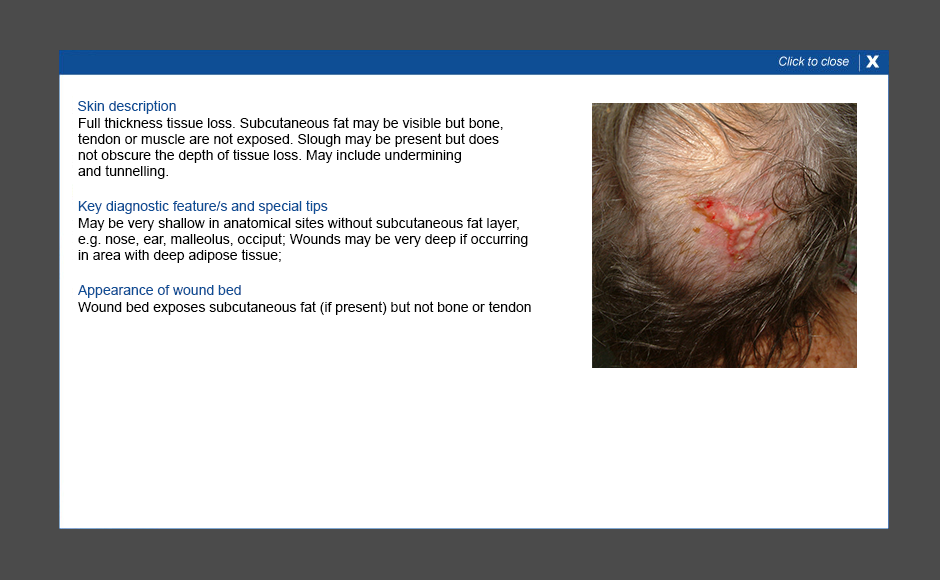 Click to close X
Skin description
Full thickness tissue loss. Subcutaneous fat may be visible but bone,
tendon or muscle are not exposed. Slough may be present but does
not obscure the depth of tissue loss. May include undermining
and tunnelling.
Key diagnostic feature/s and special tips
May be very shallow in anatomical sites without subcutaneous fat layer,
e.g. nose, ear, malleolus, occiput; Wounds may be very deep if occurring
in area with deep adipose tissue;
Appearance of wound bed
Wound bed exposes subcutaneous fat (if present) but not bone or tendon